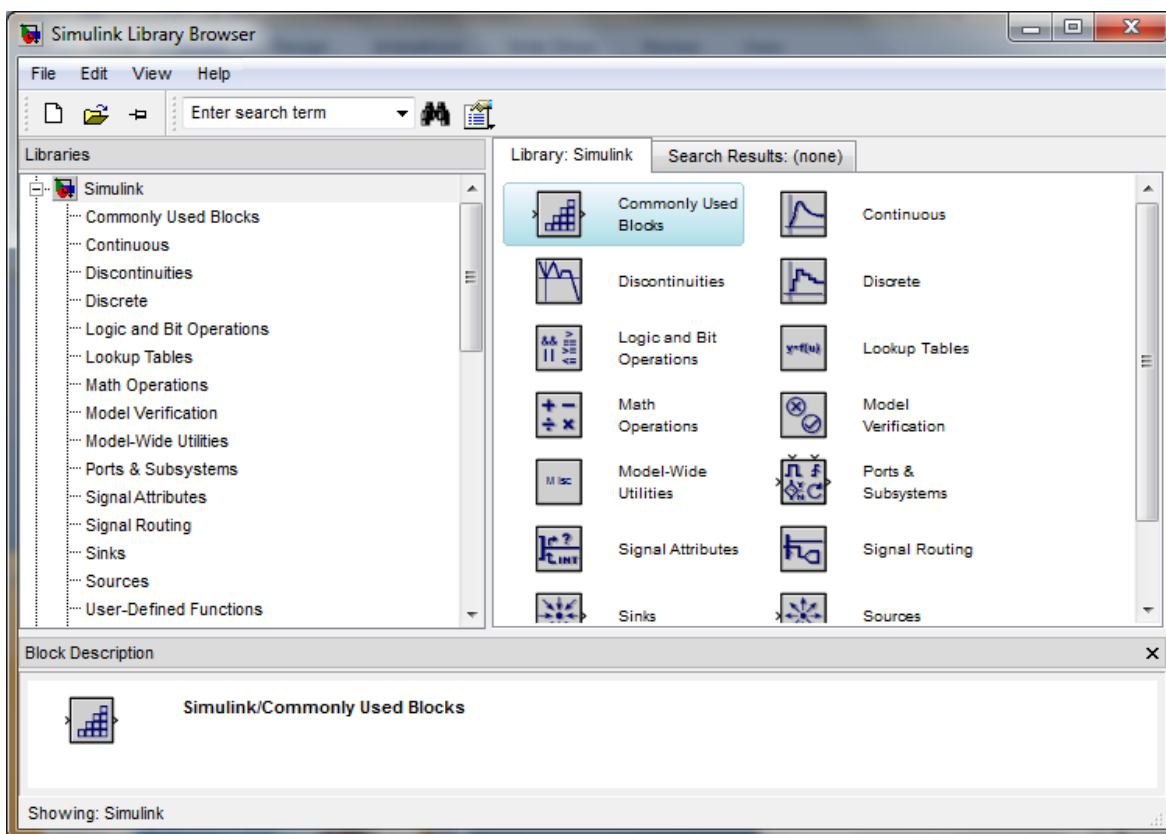 Simulink Library Browser
File Edit View Help
Enter search term
Libraries
Simulink
Commonly Used Blocks
Continuous
Discontinuities
Discrete
Logic and Bit Operations
Lookup Tables
Math Operations
Model Verification
Model-Wide Utilities
Ports & Subsystems
Signal Attributes
Signal Routing
Sinks
Sources
User-Defined Functions
Library: Simulink Search Results: (none)
Commonly Used
Blocks
Continuous
Discontinuities
Discrete
&& > == >=
|| <=
Logic and Bit
Operations
y=f(u)
Lookup Tables
+ −
÷ ×
Math
Operations
Model
Verification
Misc
Model-Wide
Utilities
Ports &
Subsystems
?
INT
Signal Attributes
Signal Routing
Sinks
Sources
Block Description
Simulink/Commonly Used Blocks
Showing: Simulink